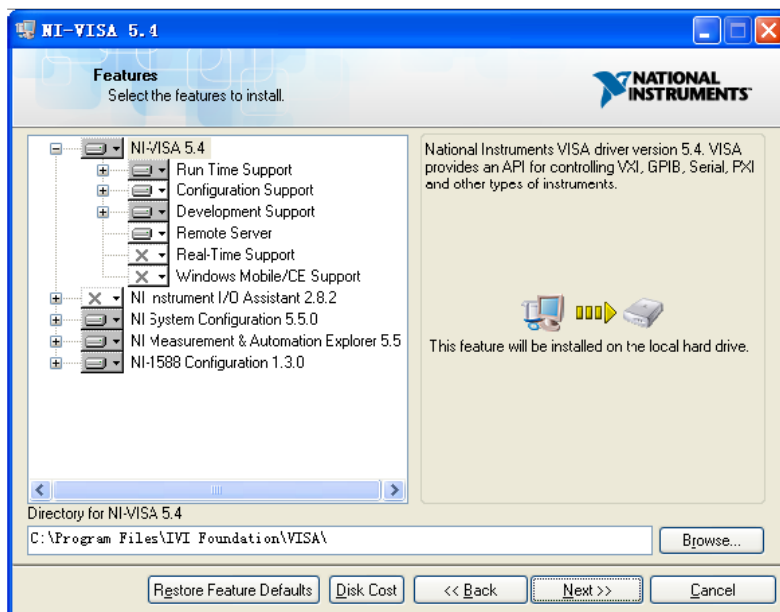 NI-VISA 5.4
Features
Select the features to install.
NATIONAL
INSTRUMENTS™
NI-VISA 5.4
Run Time Support
Configuration Support
Development Support
Remote Server
Real-Time Support
Windows Mobile/CE Support
NI Instrument I/O Assistant 2.8.2
NI System Configuration 5.5.0
NI Measurement & Automation Explorer 5.5
NI-1588 Configuration 1.3.0
National Instruments VISA driver version 5.4. VISA
provides an API for controlling VXI, GPIB, Serial, PXI
and other types of instruments.
This feature will be installed on the local hard drive.
Directory for NI-VISA 5.4
C:\Program Files\IVI Foundation\VISA\
Browse...
Restore Feature Defaults
Disk Cost
<< Back
Next >>
Cancel